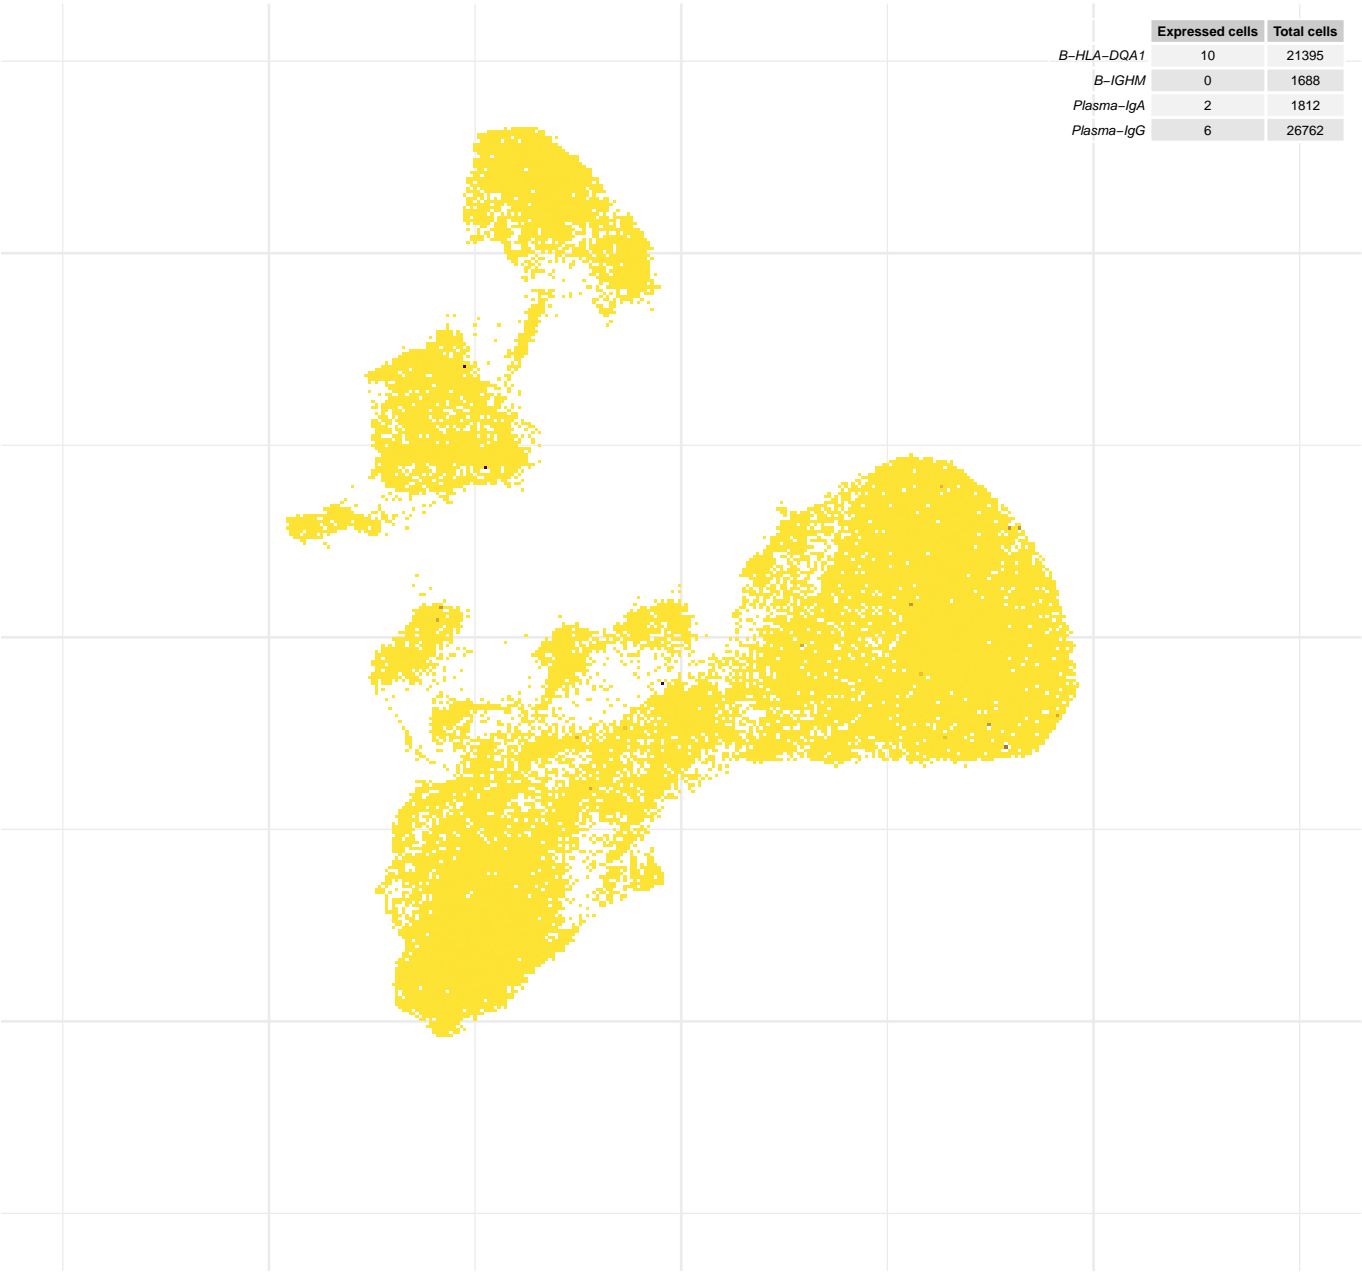 Expressed cells Total cells
B−HLA−DQA1 10 21395
B−IGHM 0 1688
Plasma−IgA 2 1812
Plasma−IgG 6 26762